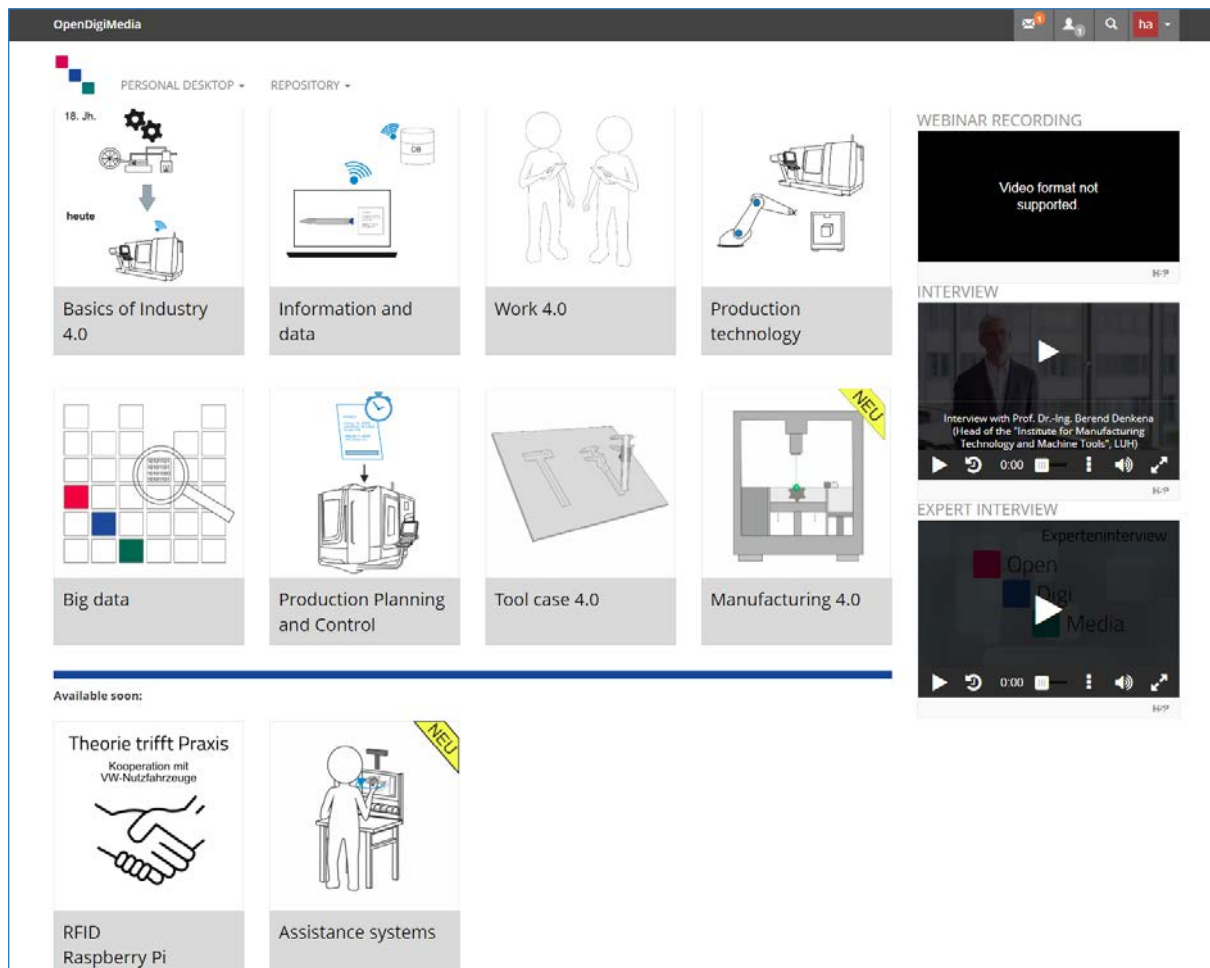 OpenDigiMedia
1
1
ha
PERSONAL DESKTOP
REPOSITORY
18. Jh.
heute
Basics of Industry
4.0
DB
Information and
data
Work 4.0
Production
technology
Big data
Production Planning
and Control
Tool case 4.0
NEU
Manufacturing 4.0
Available soon:
Theorie trifft Praxis
Kooperation mit
VW-Nutzfahrzeuge
RFID
Raspberry Pi
NEU
Assistance systems
WEBINAR RECORDING
Video format not
supported.
H5P
INTERVIEW
Interview with Prof. Dr.-Ing. Berend Denkena
(Head of the "Institute for Manufacturing
Technology and Machine Tools", LUH)
0:00
H5P
EXPERT INTERVIEW
Experteninterview
Open
Digi
Media
0:00
H5P